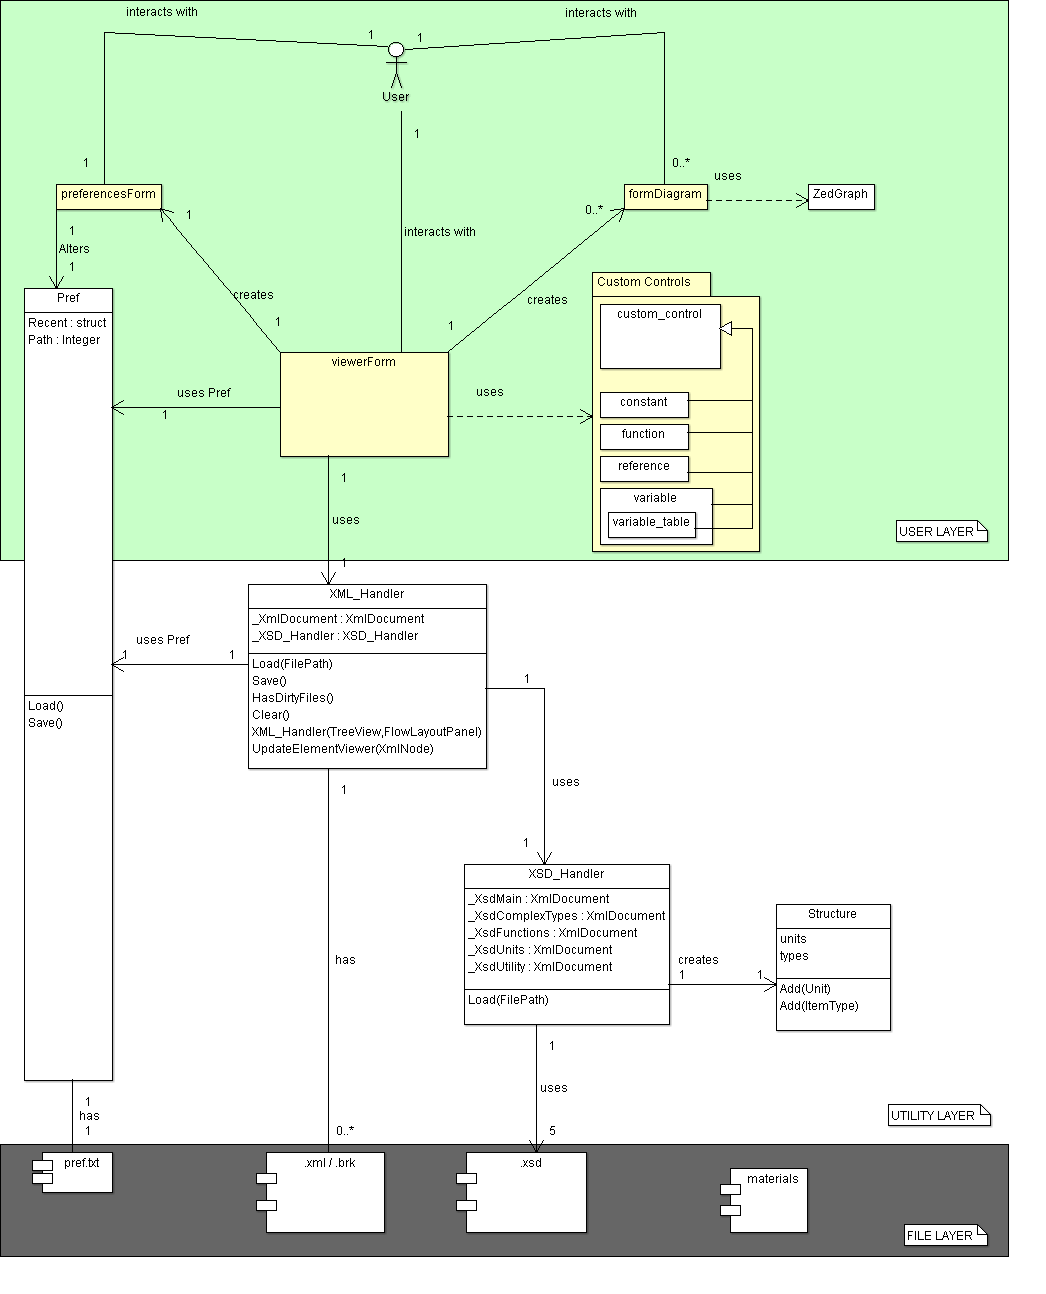 interacts with
interacts with
1
1
User
1
1
0..*
uses
preferencesForm
formDiagram
ZedGraph
1
0..*
1
Alters
1
interacts with
Custom Controls
Pref
Recent : struct
Path : Integer
creates
creates
1
1
custom_control
viewerForm
uses Pref
1
uses
constant
function
reference
variable
variable_table
1
uses
1
USER LAYER
XML_Handler
_XmlDocument : XmlDocument
_XSD_Handler : XSD_Handler
Load(FilePath)
Save()
HasDirtyFiles()
Clear()
XML_Handler(TreeView,FlowLayoutPanel)
UpdateElementViewer(XmlNode)
uses Pref
1
1
Load()
Save()
1
uses
1
1
XSD_Handler
_XsdMain : XmlDocument
_XsdComplexTypes : XmlDocument
_XsdFunctions : XmlDocument
_XsdUnits : XmlDocument
_XsdUtility : XmlDocument
Load(FilePath)
creates
1
1
Structure
units
types
Add(Unit)
Add(ItemType)
has
1
uses
5
0..*
1
has
1
UTILITY LAYER
pref.txt
.xml / .brk
.xsd
materials
FILE LAYER